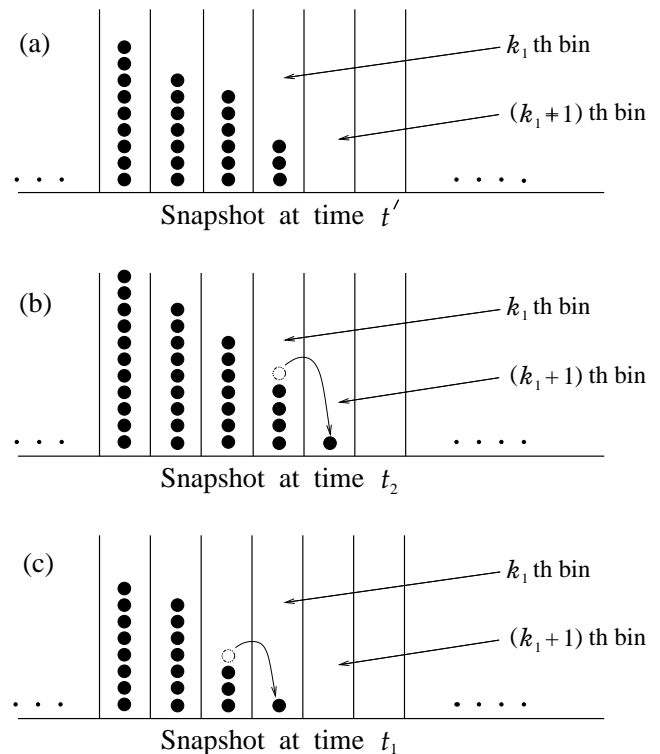 (a)
k₁ th bin
(k₁+1) th bin
. . . . . . .
Snapshot at time t′
(b)
k₁ th bin
(k₁+1) th bin
. . . . . . .
Snapshot at time t₂
(c)
k₁ th bin
(k₁+1) th bin
. . . . . . .
Snapshot at time t₁